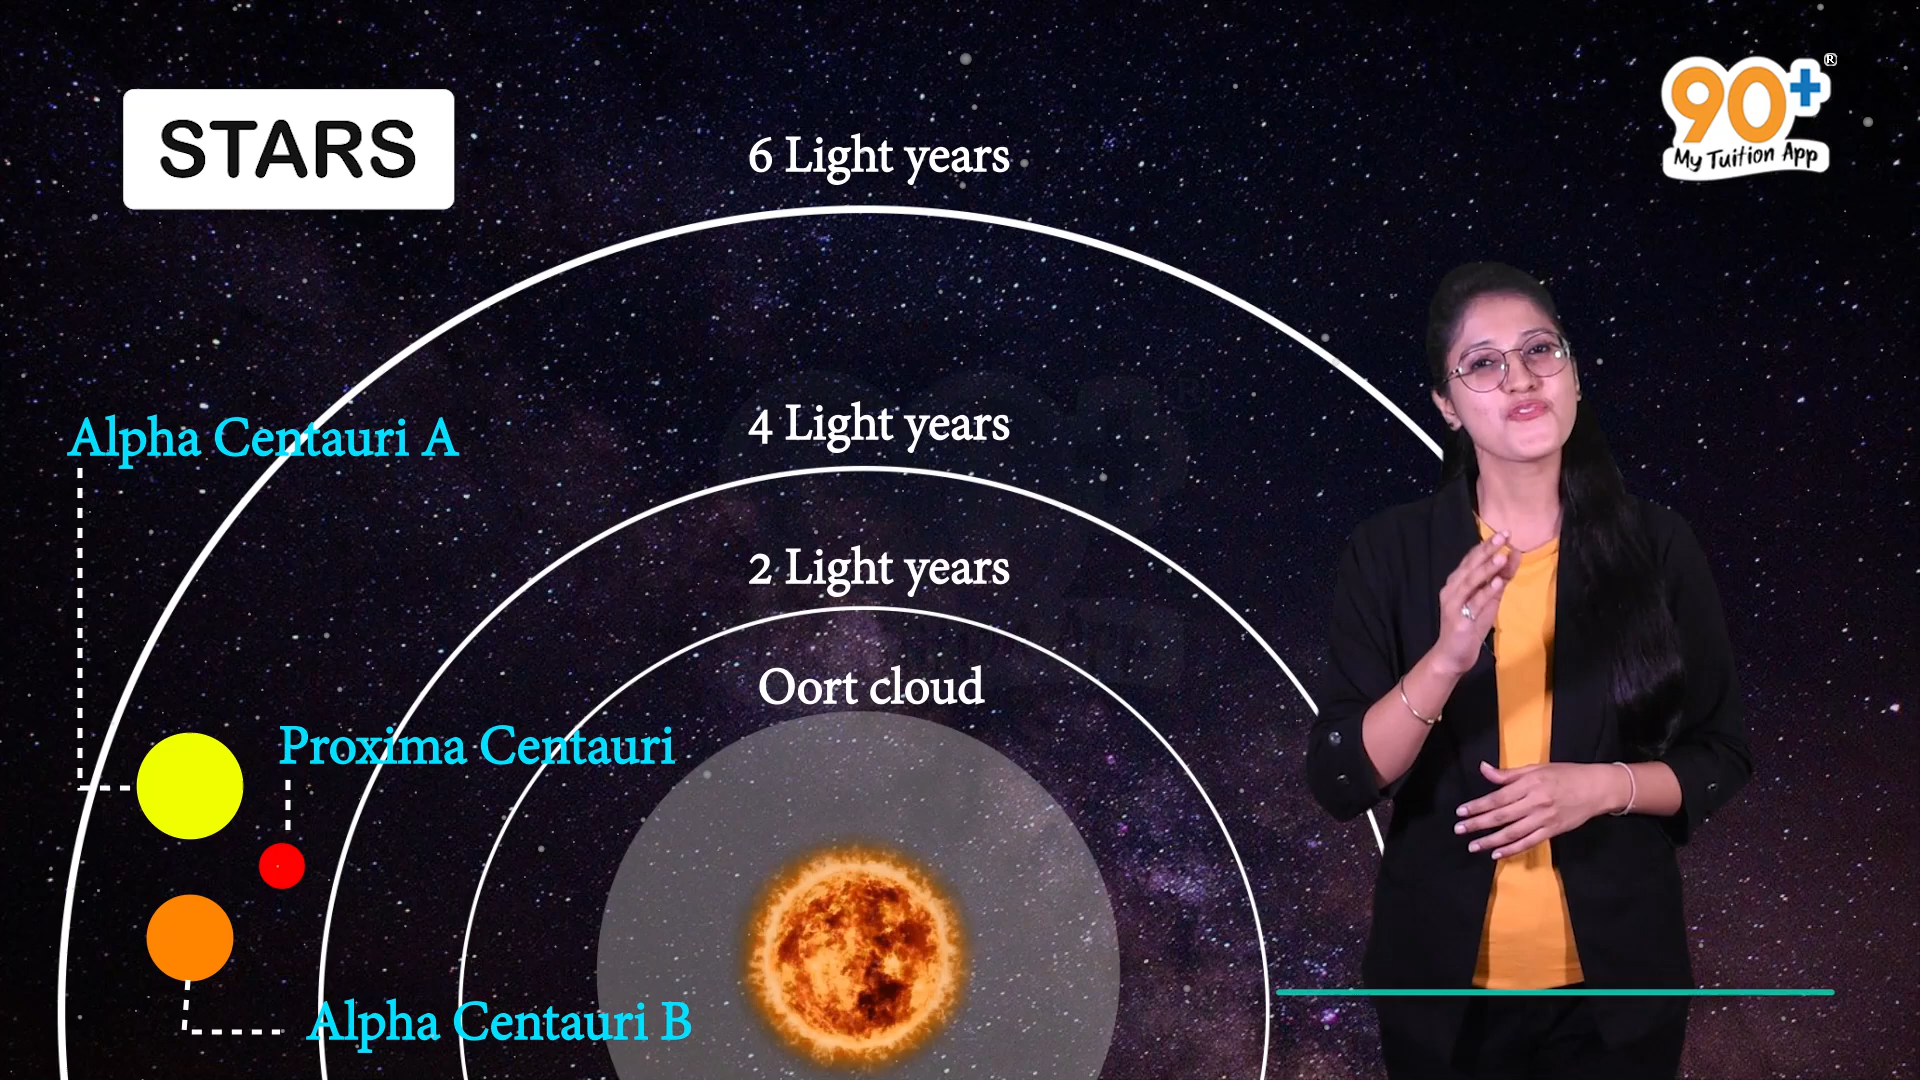 STARS
90+
®
My Tuition App
6 Light years
4 Light years
2 Light years
Oort cloud
Alpha Centauri A
Proxima Centauri
Alpha Centauri B